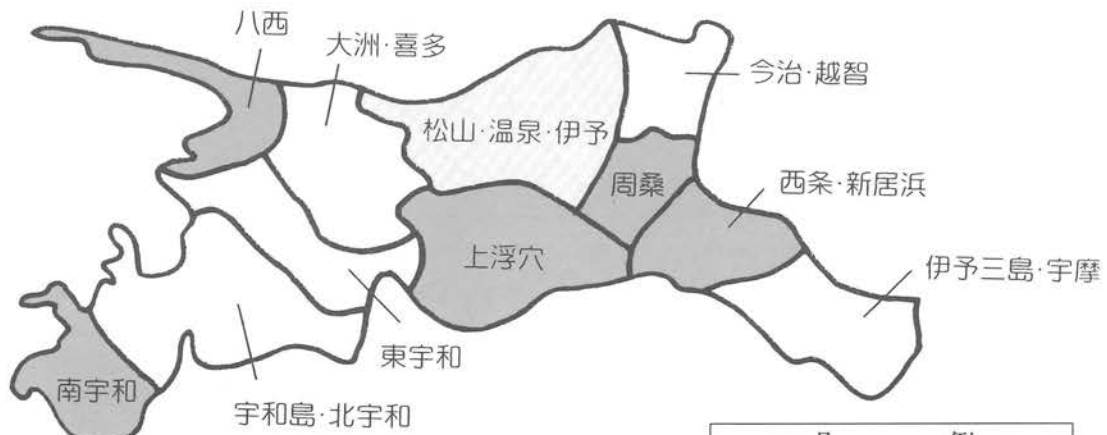 八西
大洲・喜多
今治・越智
松山・温泉・伊予
周桑
西条・新居浜
上浮穴
伊予三島・宇摩
東宇和
南宇和
宇和島・北宇和
凡 例